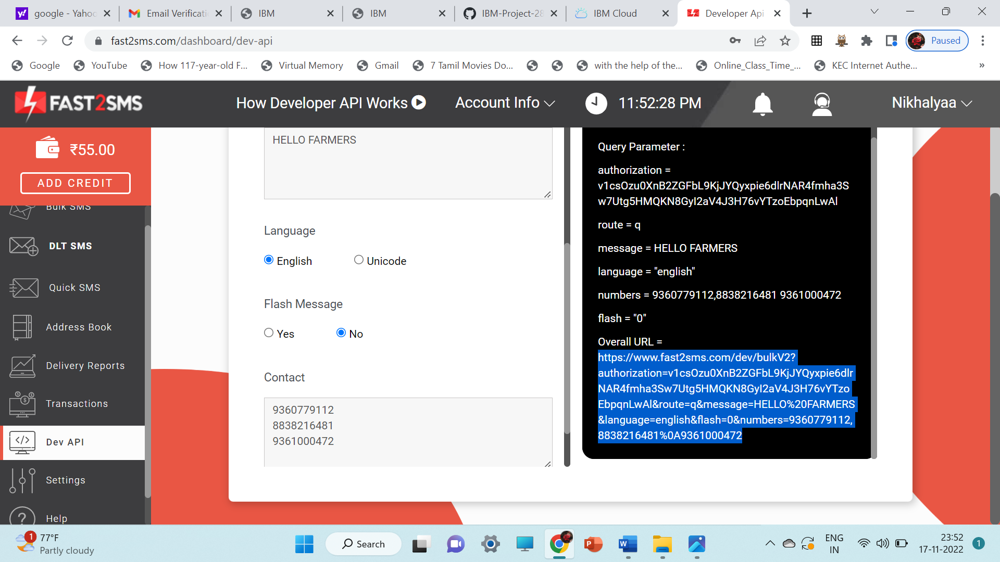 google - Yahoo
Email Verificati
IBM
IBM
IBM-Project-28
IBM Cloud
Developer Api
fast2sms.com/dashboard/dev-api
Paused
Google
YouTube
How 117-year-old F...
Virtual Memory
Gmail
7 Tamil Movies Do...
with the help of the...
Online_Class_Time_...
KEC Internet Authe...
»
FAST2SMS
How Developer API Works
Account Info
11:52:28 PM
Nikhalyaa
₹55.00
ADD CREDIT
Bulk SMS
DLT SMS
Quick SMS
Address Book
Delivery Reports
Transactions
Dev API
Settings
Help
HELLO FARMERS
Language
English
Unicode
Flash Message
Yes
No
Contact
9360779112
8838216481
9361000472
Query Parameter :
authorization =
v1csOzu0XnB2ZGFbL9KjJYQyxpie6dlrNAR4fmha3S
w7Utg5HMQKN8GyI2aV4J3H76vYTzoEbpqnLwAl
route = q
message = HELLO FARMERS
language = "english"
numbers = 9360779112,8838216481 9361000472
flash = "0"
Overall URL =
https://www.fast2sms.com/dev/bulkV2?
authorization=v1csOzu0XnB2ZGFbL9KjJYQyxpie6dlr
NAR4fmha3Sw7Utg5HMQKN8GyI2aV4J3H76vYTzo
EbpqnLwAl&route=q&message=HELLO%20FARMERS
&language=english&flash=0&numbers=9360779112,
8838216481%0A9361000472
1
77°F
Partly cloudy
Search
ENG
IN
23:52
17-11-2022
1